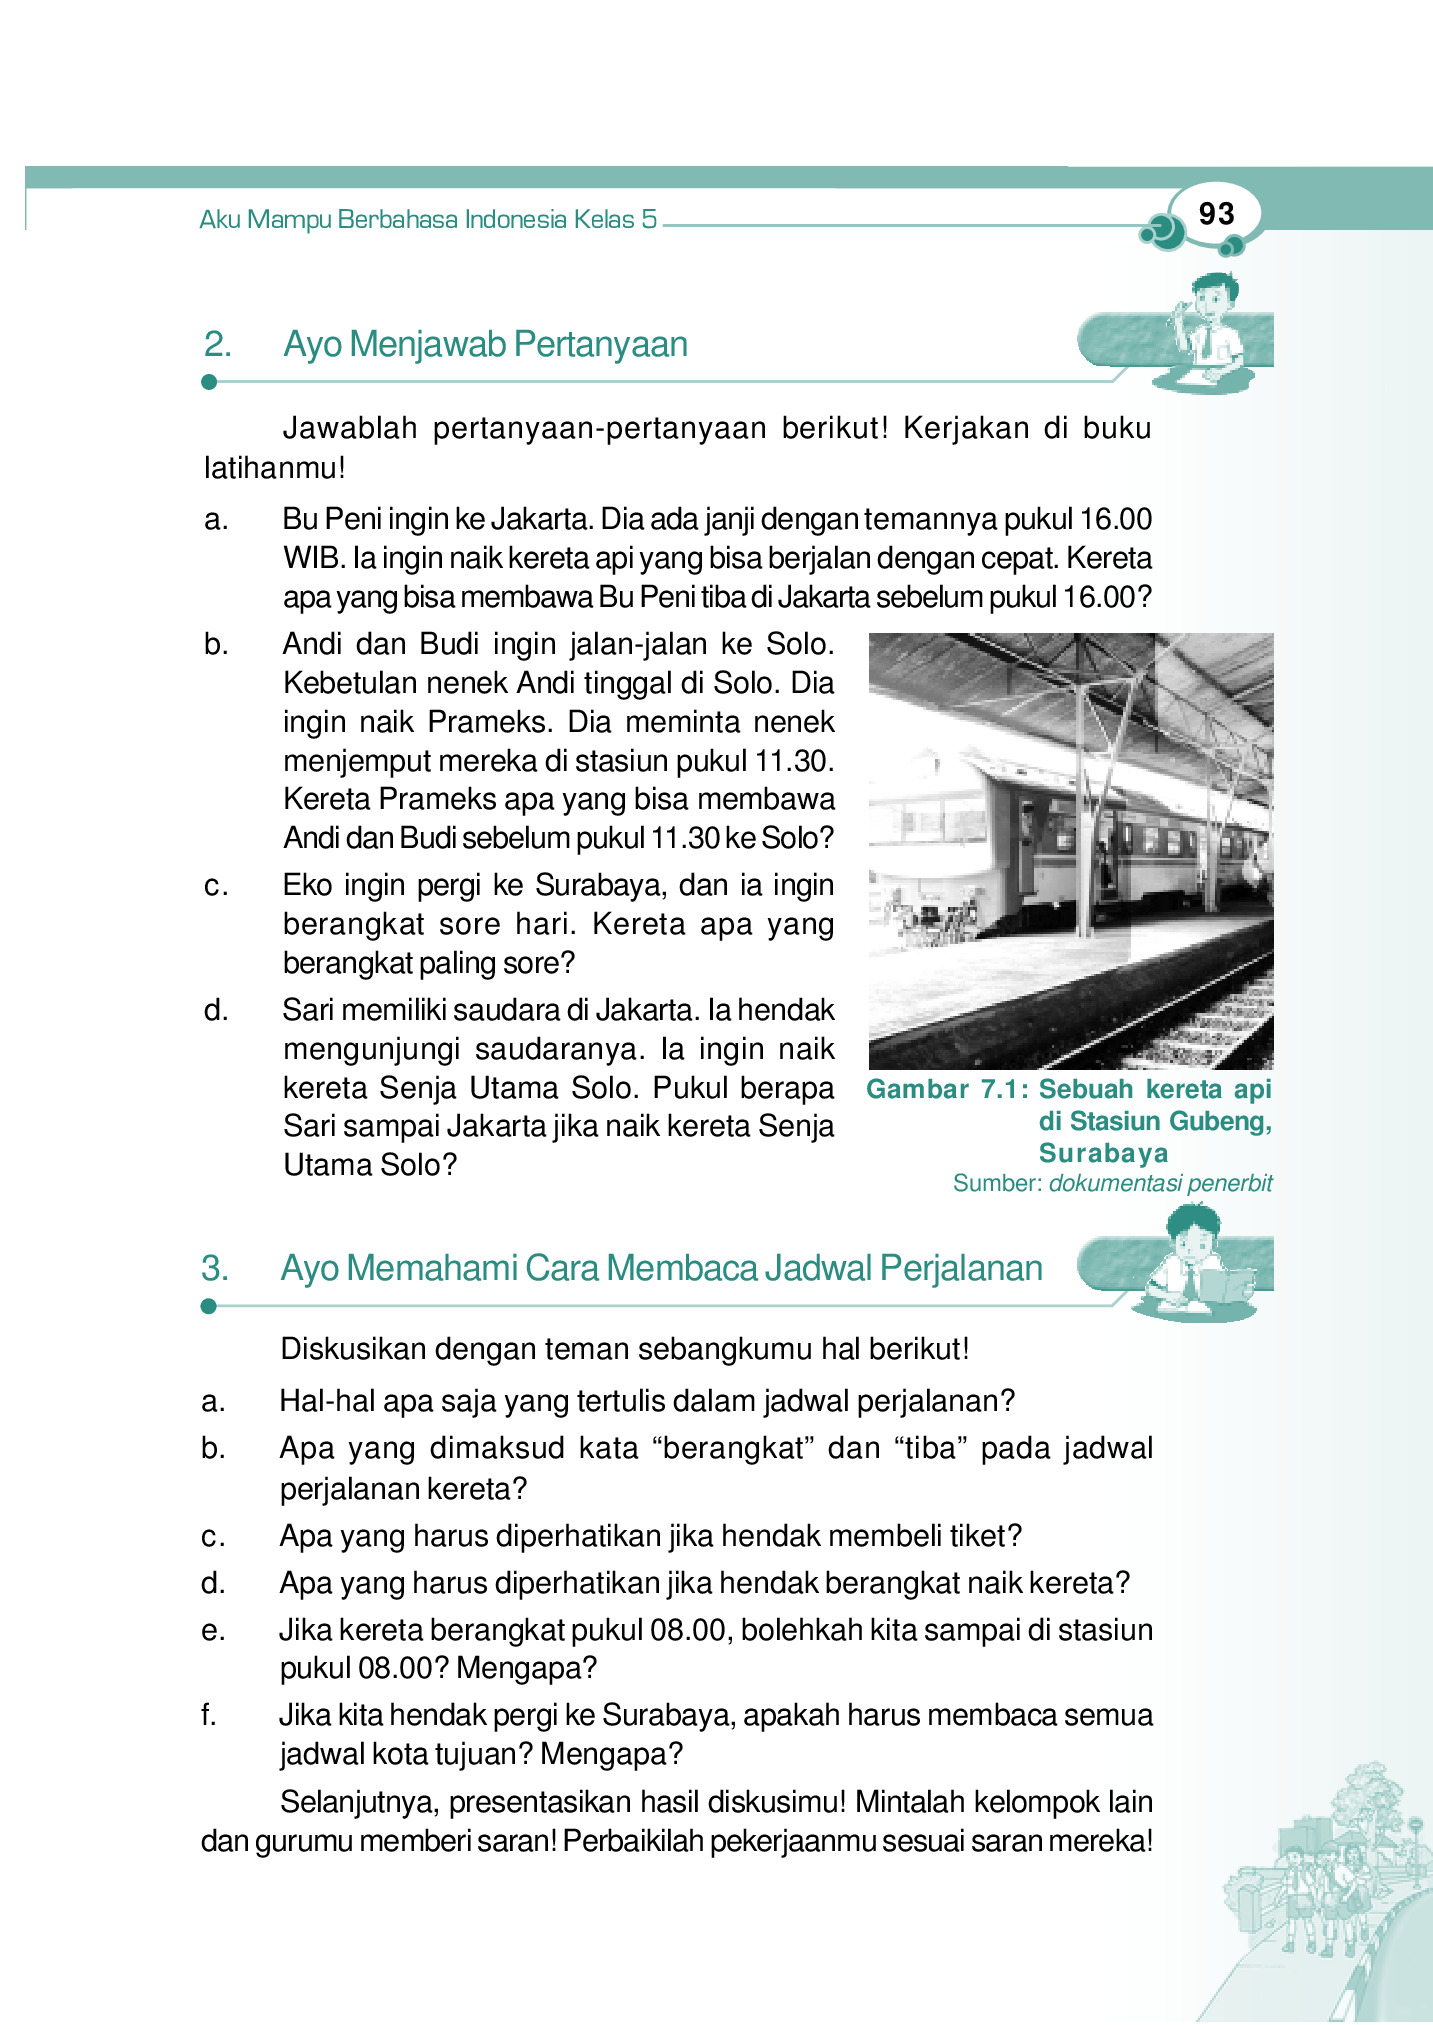 Aku Mampu Berbahasa Indonesia Kelas 5
93
2. Ayo Menjawab Pertanyaan
Jawablah pertanyaan-pertanyaan berikut! Kerjakan di buku
latihanmu!
a. Bu Peni ingin ke Jakarta. Dia ada janji dengan temannya pukul 16.00
WIB. Ia ingin naik kereta api yang bisa berjalan dengan cepat. Kereta
apa yang bisa membawa Bu Peni tiba di Jakarta sebelum pukul 16.00?
b. Andi dan Budi ingin jalan-jalan ke Solo.
Kebetulan nenek Andi tinggal di Solo. Dia
ingin naik Prameks. Dia meminta nenek
menjemput mereka di stasiun pukul 11.30.
Kereta Prameks apa yang bisa membawa
Andi dan Budi sebelum pukul 11.30 ke Solo?
c. Eko ingin pergi ke Surabaya, dan ia ingin
berangkat sore hari. Kereta apa yang
berangkat paling sore?
d. Sari memiliki saudara di Jakarta. Ia hendak
mengunjungi saudaranya. Ia ingin naik
kereta Senja Utama Solo. Pukul berapa
Sari sampai Jakarta jika naik kereta Senja
Utama Solo?
Gambar 7.1: Sebuah kereta api
di Stasiun Gubeng,
Surabaya
Sumber: dokumentasi penerbit
3. Ayo Memahami Cara Membaca Jadwal Perjalanan
Diskusikan dengan teman sebangkumu hal berikut!
a. Hal-hal apa saja yang tertulis dalam jadwal perjalanan?
b. Apa yang dimaksud kata “berangkat” dan “tiba” pada jadwal
perjalanan kereta?
c. Apa yang harus diperhatikan jika hendak membeli tiket?
d. Apa yang harus diperhatikan jika hendak berangkat naik kereta?
e. Jika kereta berangkat pukul 08.00, bolehkah kita sampai di stasiun
pukul 08.00? Mengapa?
f. Jika kita hendak pergi ke Surabaya, apakah harus membaca semua
jadwal kota tujuan? Mengapa?
Selanjutnya, presentasikan hasil diskusimu! Mintalah kelompok lain
dan gurumu memberi saran! Perbaikilah pekerjaanmu sesuai saran mereka!